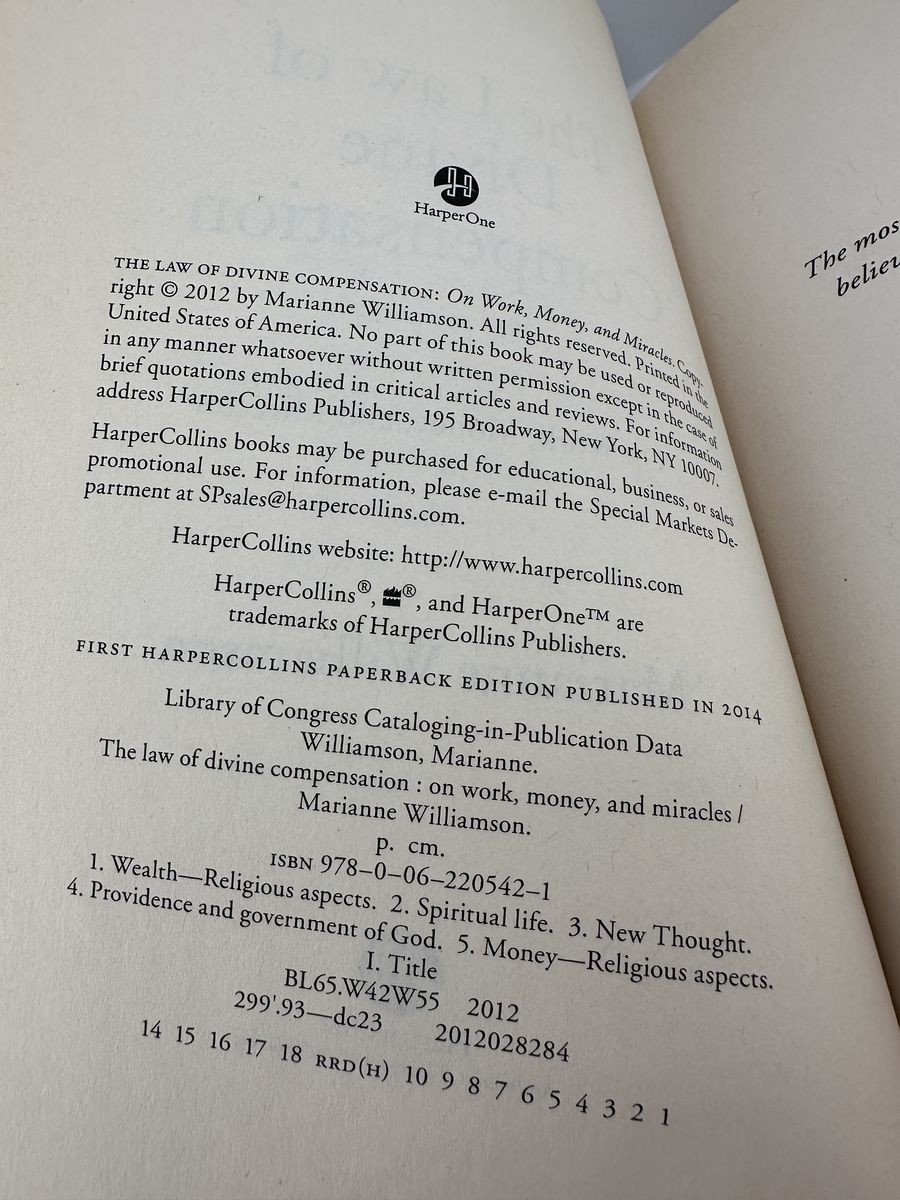 HarperOne
THE LAW OF DIVINE COMPENSATION: On Work, Money, and Miracles. Copy-
right © 2012 by Marianne Williamson. All rights reserved. Printed in the
United States of America. No part of this book may be used or reproduced
in any manner whatsoever without written permission except in the case of
brief quotations embodied in critical articles and reviews. For information
address HarperCollins Publishers, 195 Broadway, New York, NY 10007.
HarperCollins books may be purchased for educational, business, or sales
promotional use. For information, please e-mail the Special Markets De-
partment at SPsales@harpercollins.com.
HarperCollins website: http://www.harpercollins.com
HarperCollins®, ®, and HarperOne™ are
trademarks of HarperCollins Publishers.
FIRST HARPERCOLLINS PAPERBACK EDITION PUBLISHED IN 2014
Library of Congress Cataloging-in-Publication Data
Williamson, Marianne.
The law of divine compensation : on work, money, and miracles /
Marianne Williamson.
p. cm.
ISBN 978–0–06–220542–1
1. Wealth—Religious aspects. 2. Spiritual life. 3. New Thought.
4. Providence and government of God. 5. Money—Religious aspects.
I. Title
BL65.W42W55 2012
299'.93—dc23 2012028284
14 15 16 17 18 RRD(H) 10 9 8 7 6 5 4 3 2 1
The mos
believ